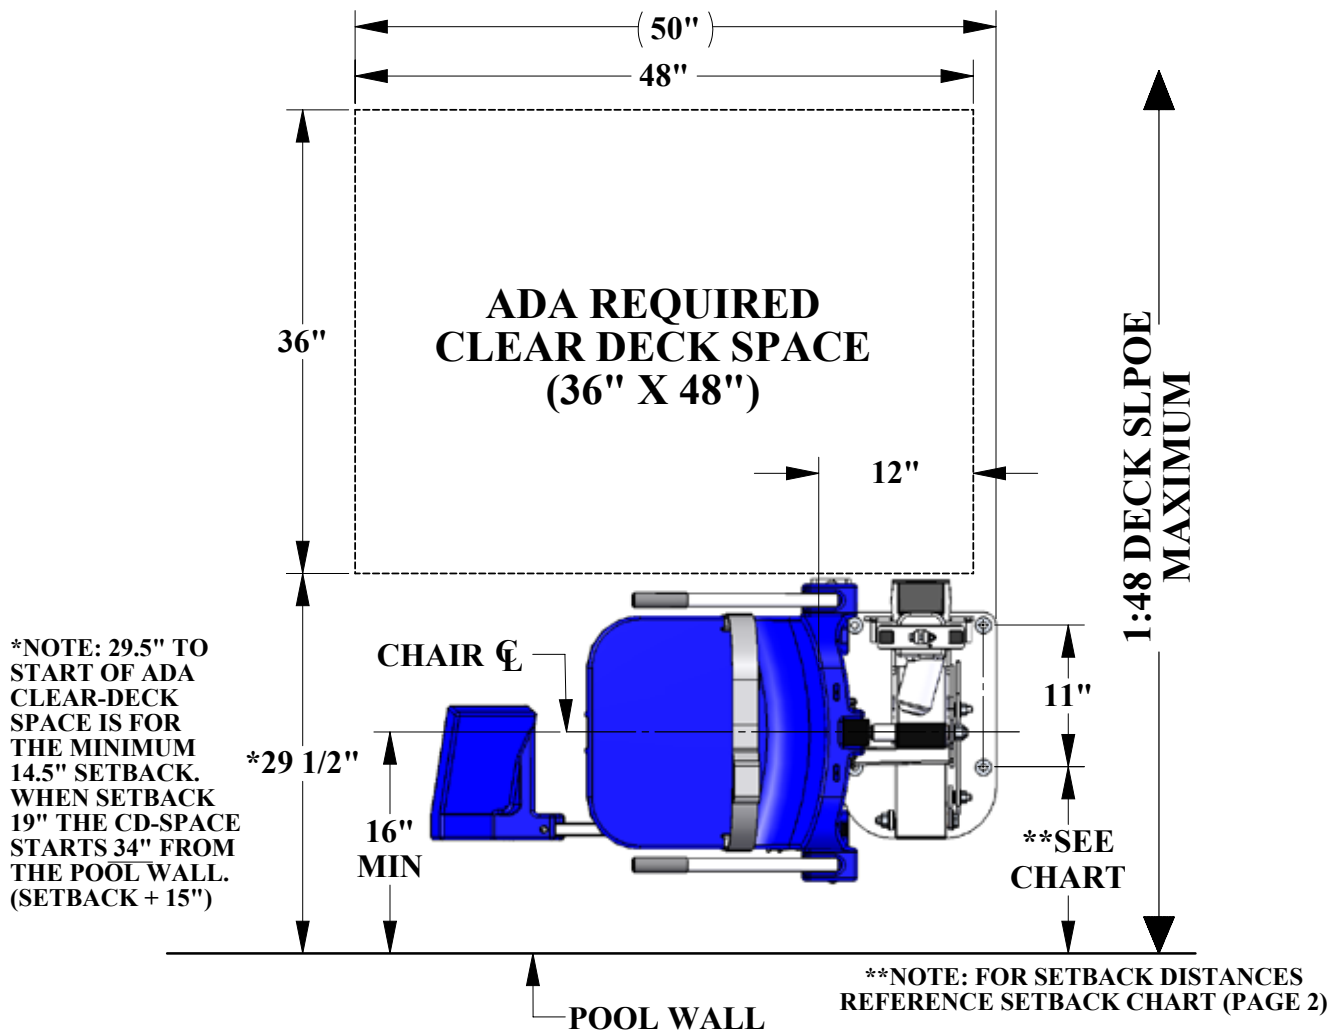 (50")
48"
36"
ADA REQUIRED
CLEAR DECK SPACE
(36" X 48")
12"
1:48 DECK SLPOE
MAXIMUM
*NOTE: 29.5" TO
START OF ADA
CLEAR-DECK
SPACE IS FOR
THE MINIMUM
14.5" SETBACK.
WHEN SETBACK
19" THE CD-SPACE
STARTS 34" FROM
THE POOL WALL.
(SETBACK + 15")
*29 1/2"
CHAIR ℄
16"
MIN
11"
**SEE
CHART
POOL WALL
**NOTE: FOR SETBACK DISTANCES
REFERENCE SETBACK CHART (PAGE 2)